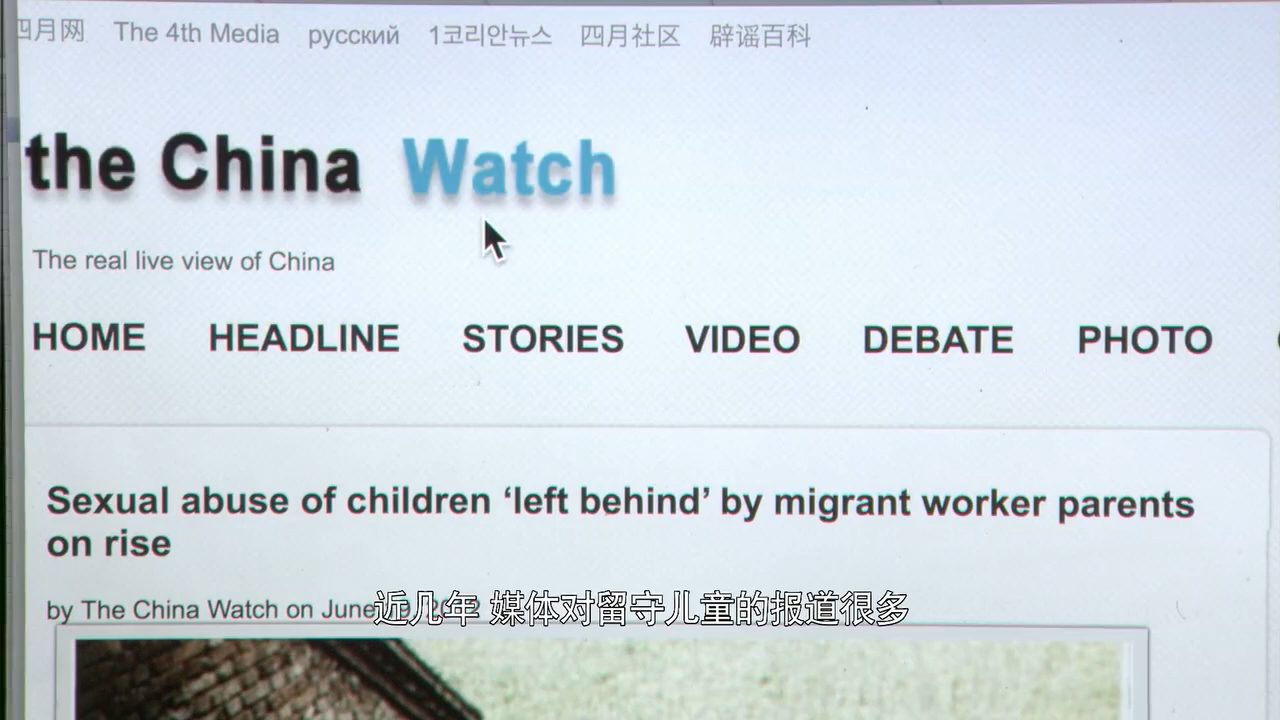 四月网 The 4th Media русский 1코리안뉴스 四月社区 辟谣百科
the China Watch
The real live view of China
HOME HEADLINE STORIES VIDEO DEBATE PHOTO
Sexual abuse of children ‘left behind’ by migrant worker parents
on rise
by The China Watch on June
近几年 媒体对留守儿童的报道很多